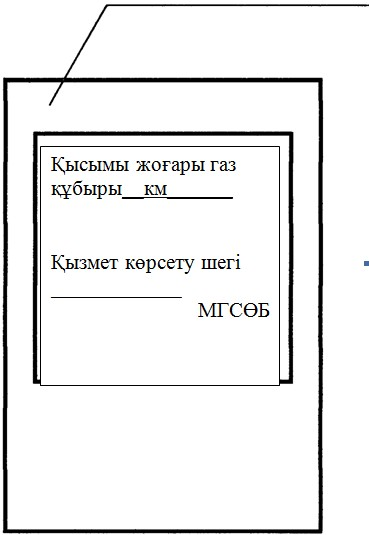 Қысымы жоғары газ
құбыры__км______
Қызмет көрсету шегі
_____________
МГСӨБ